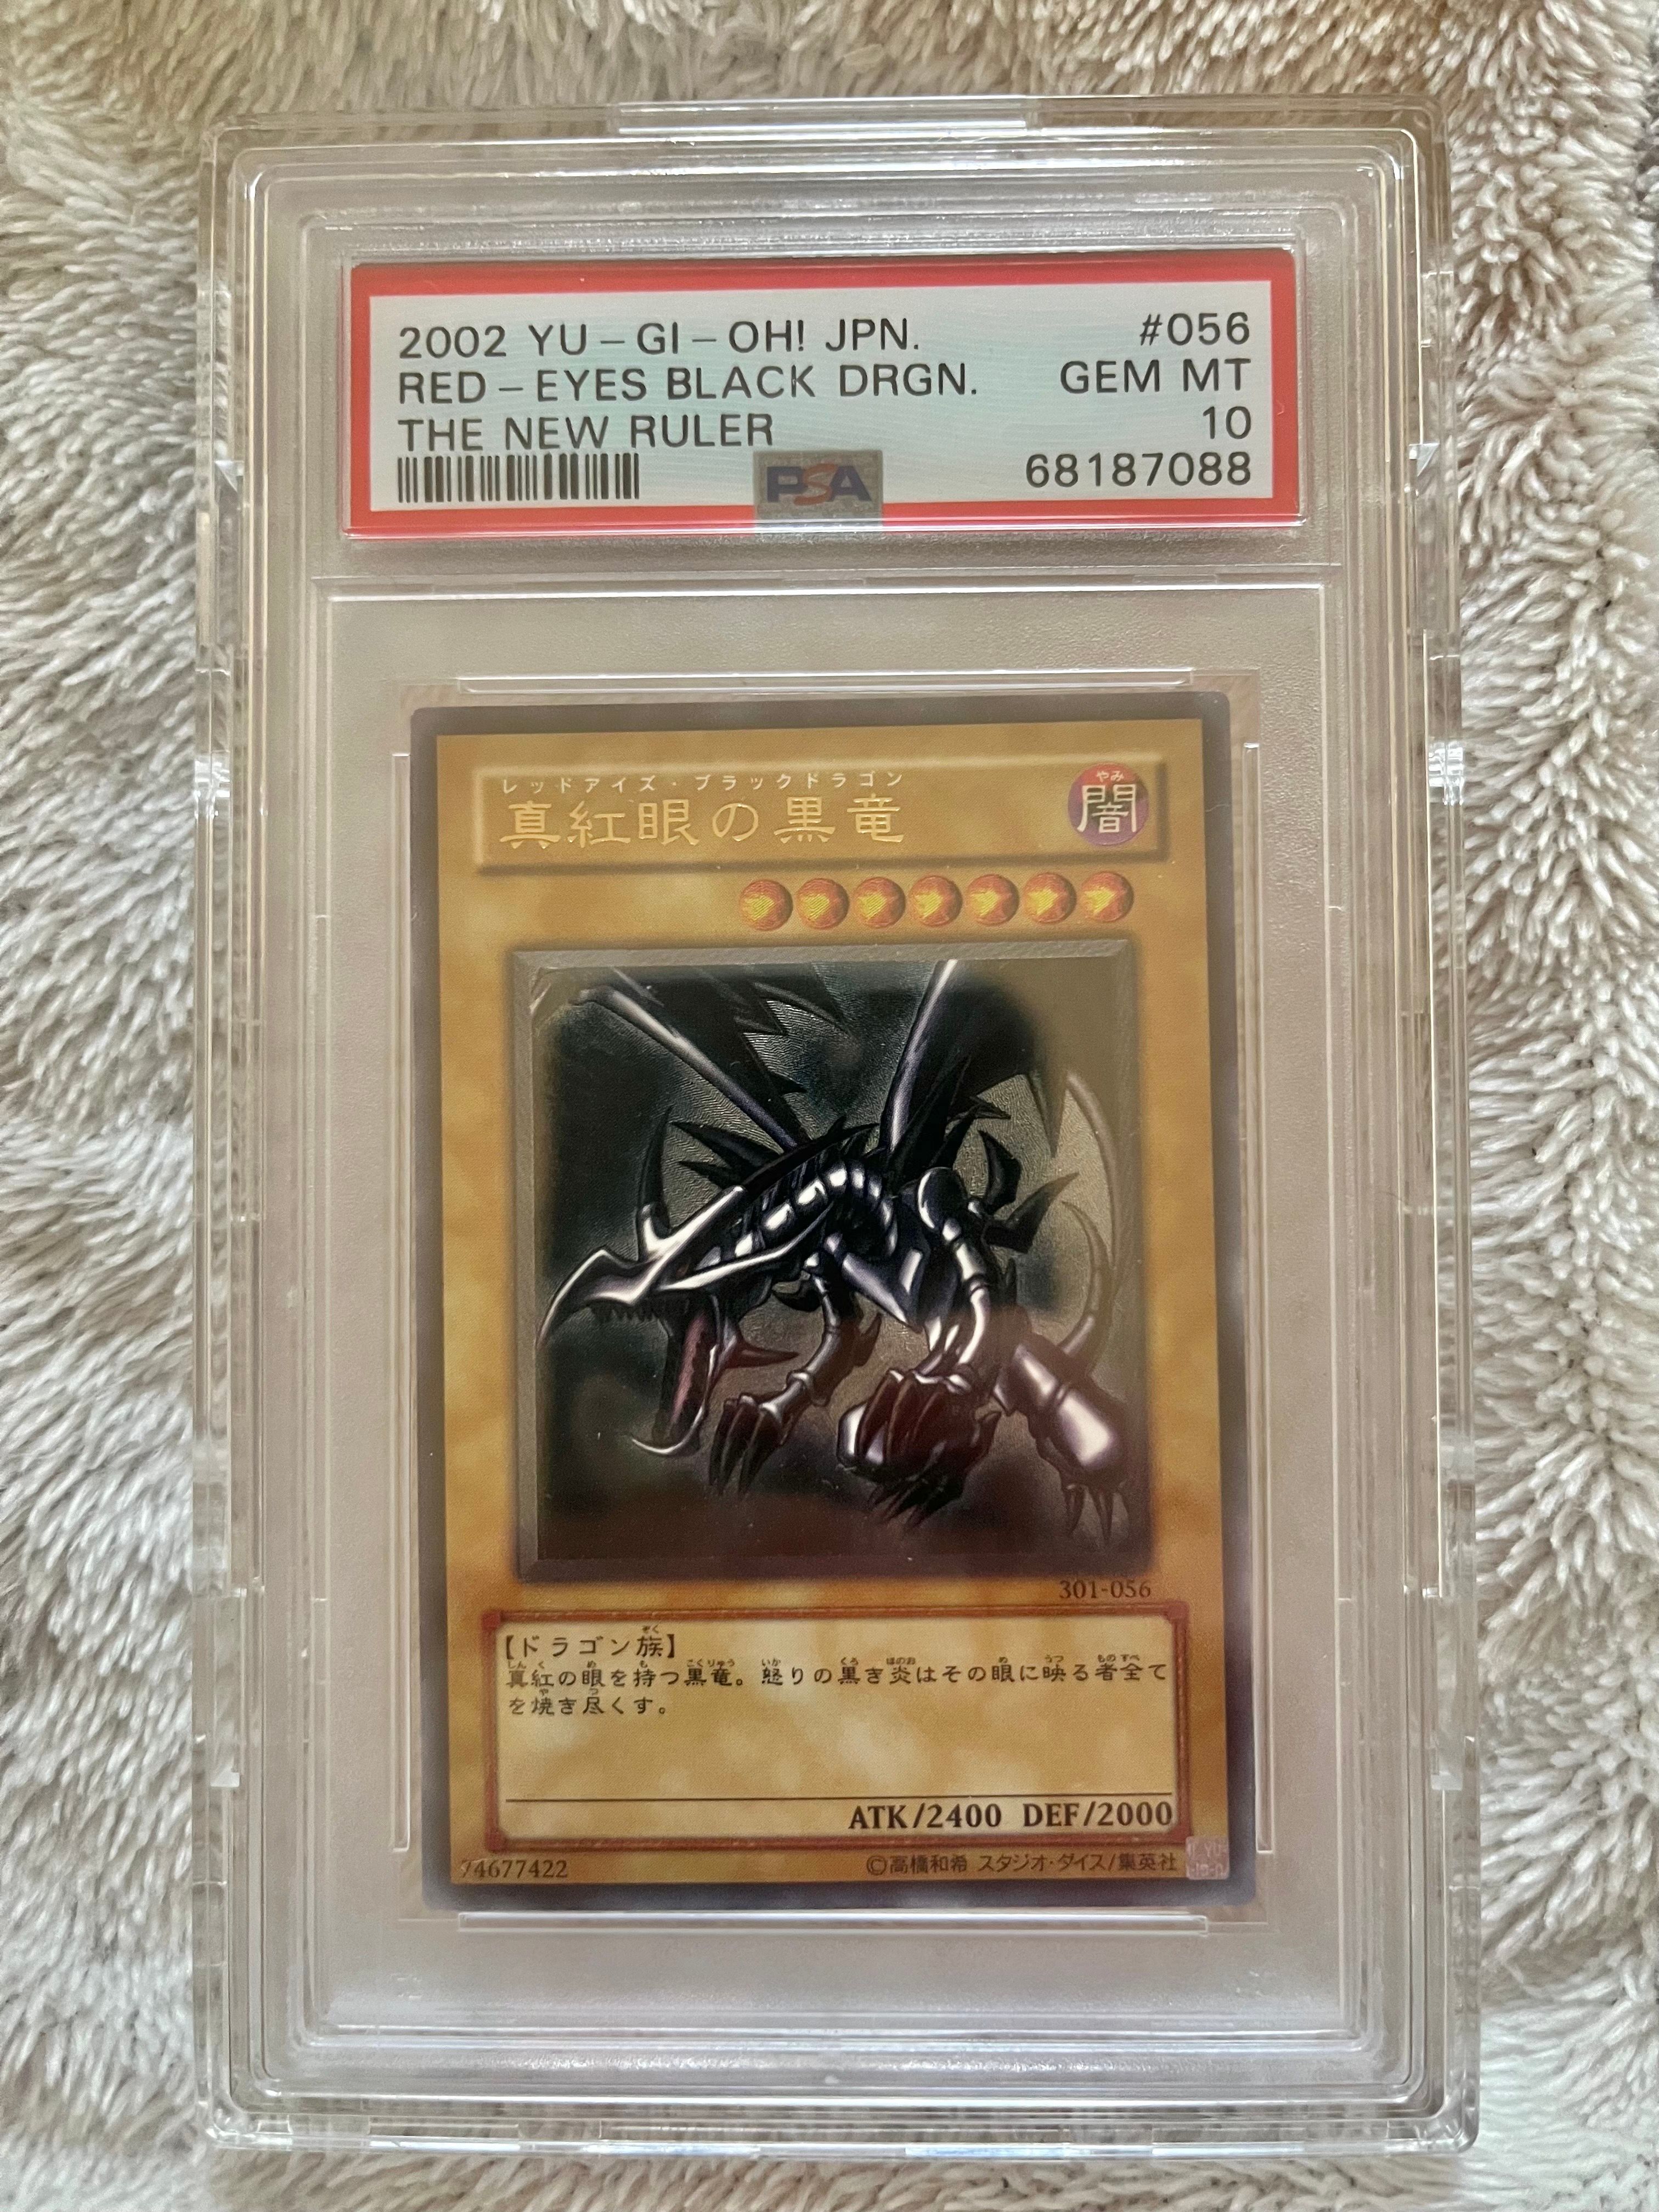 2002 YU-GI-OH! JPN. #056
RED-EYES BLACK DRGN. GEM MT
THE NEW RULER 10
PSA 68187088
レッドアイズ・ブラックドラゴン
真紅眼の黒竜
やみ
闇
301-056
【ドラゴン族】
真紅の眼を持つ黒竜。怒りの黒き炎はその眼に映る者全て
を焼き尽くす。
ATK/2400 DEF/2000
74677422 ©高橋和希 スタジオ・ダイス/集英社